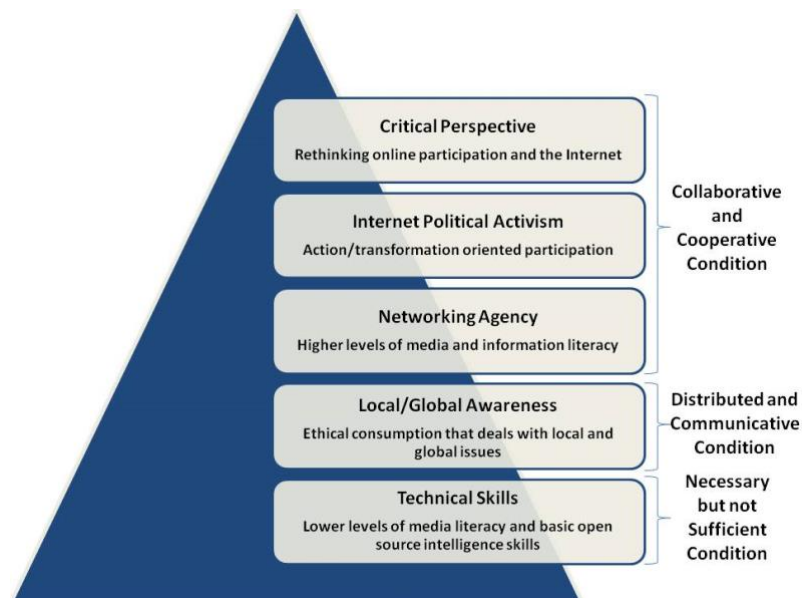 Critical Perspective
Rethinking online participation and the Internet
Internet Political Activism
Action/transformation oriented participation
Networking Agency
Higher levels of media and information literacy
Local/Global Awareness
Ethical consumption that deals with local and
global issues
Technical Skills
Lower levels of media literacy and basic open
source intelligence skills
Collaborative
and
Cooperative
Condition
Distributed and
Communicative
Condition
Necessary
but not
Sufficient
Condition